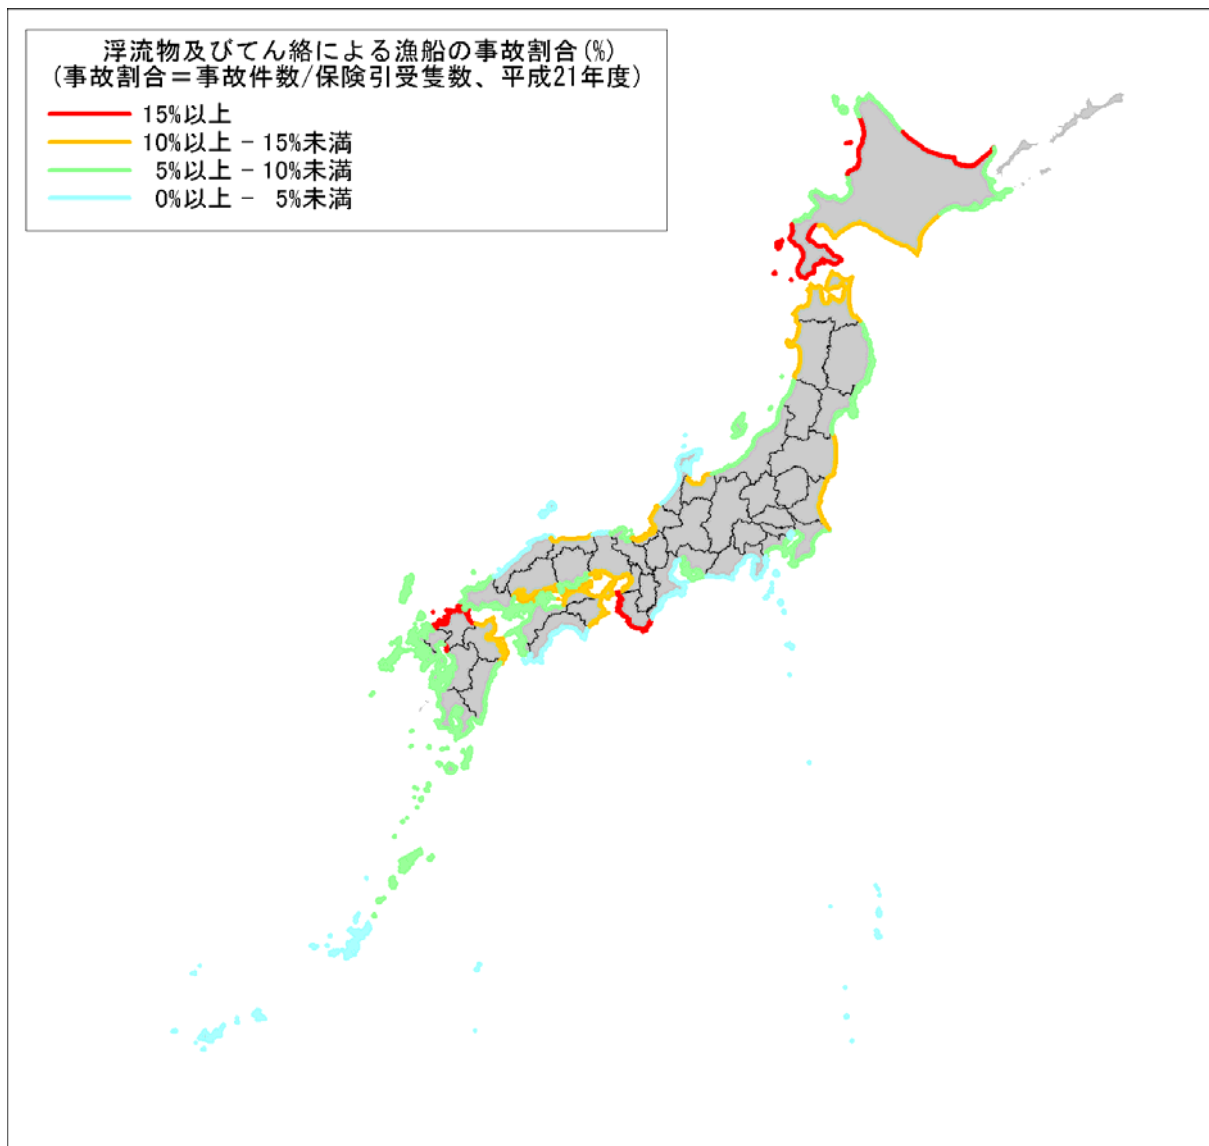 浮流物及びてん絡による漁船の事故割合(%)
(事故割合＝事故件数/保険引受隻数、平成21年度)
15%以上
10%以上 － 15%未満
5%以上 － 10%未満
0%以上 － 5%未満